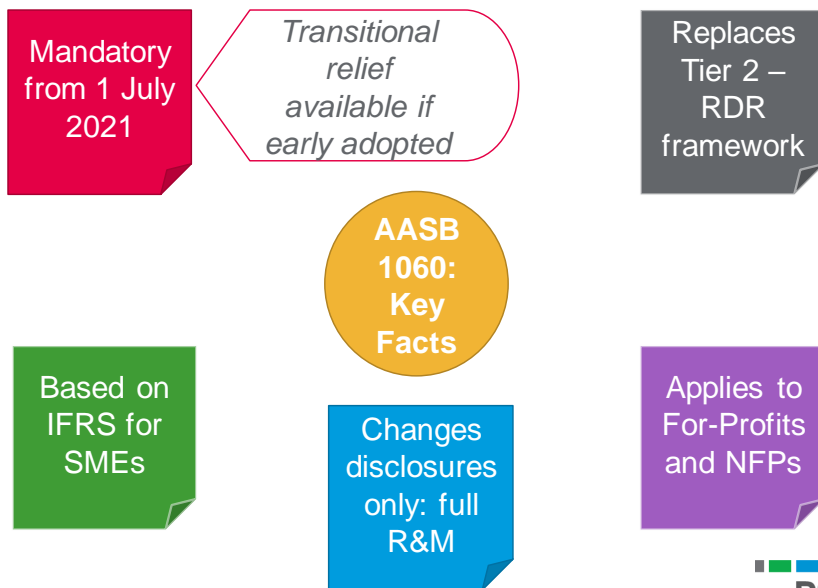 Mandatory
from 1 July
2021
Transitional
relief
available if
early adopted
Replaces
Tier 2 –
RDR
framework
AASB
1060:
Key
Facts
Based on
IFRS for
SMEs
Changes
disclosures
only: full
R&M
Applies to
For-Profits
and NFPs